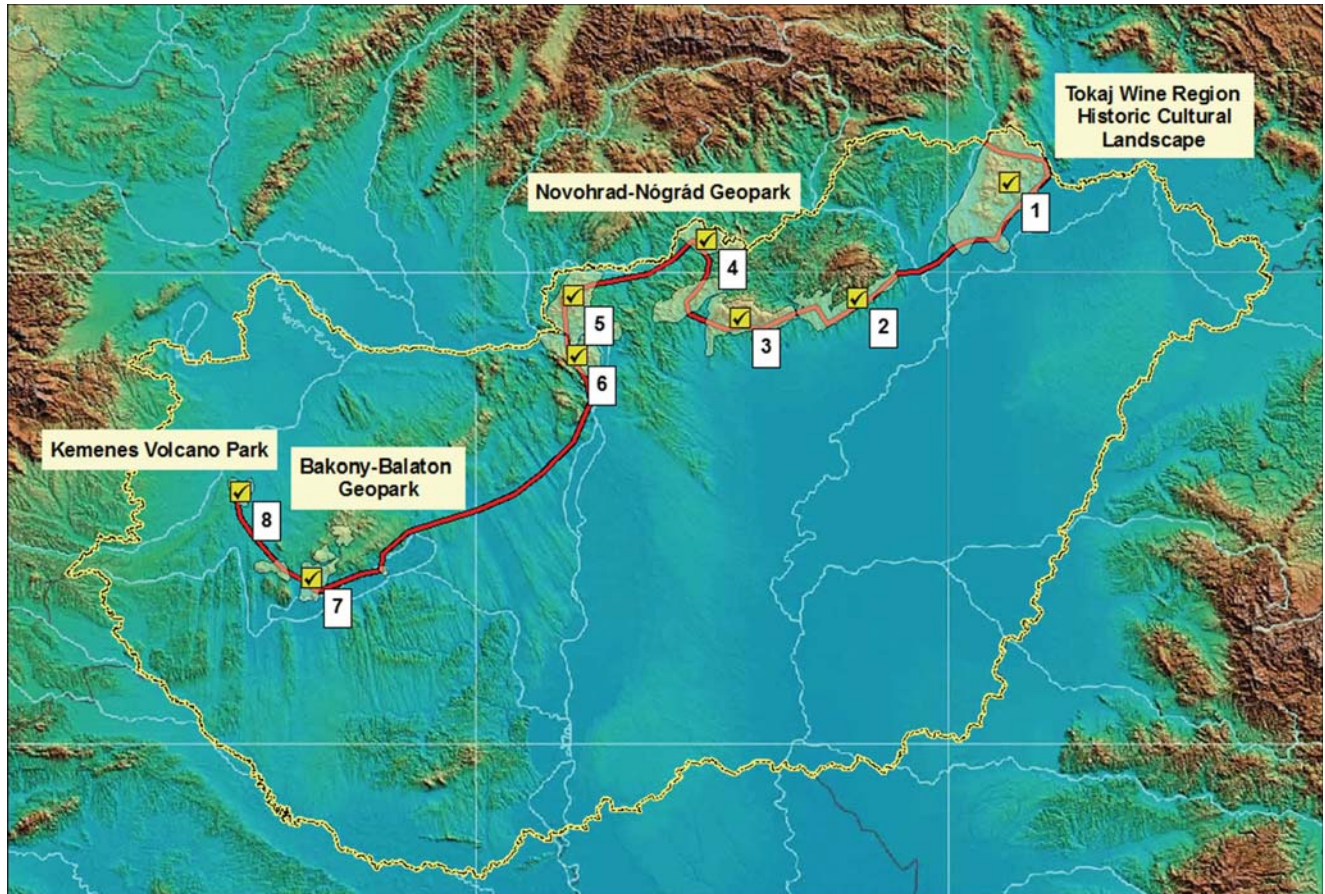 Tokaj Wine Region
Historic Cultural
Landscape
Novohrad-Nógrád Geopark
1
4
2
5
3
6
Kemenes Volcano Park
Bakony-Balaton
Geopark
8
7